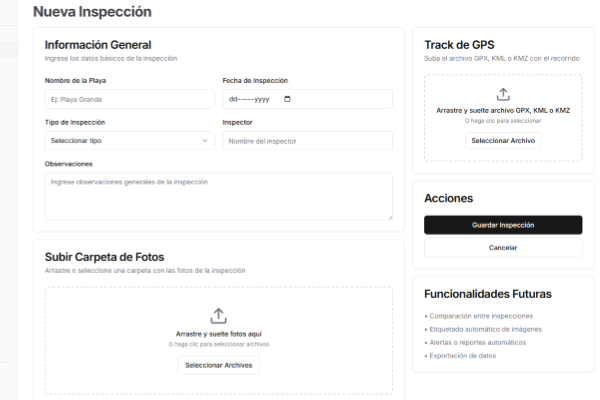 Nueva Inspección
Información General
Ingrese los datos básicos de la inspección
Nombre de la Playa
Fecha de Inspección
Ej: Playa Grande
dd-----yyyy
Tipo de Inspección
Inspector
Seleccionar tipo
Nombre del inspector
Observaciones
Ingrese observaciones generales de la inspección
Subir Carpeta de Fotos
Arrastre o seleccione una carpeta con las fotos de la inspección
Arrastre y suelte fotos aquí
O haga clic para seleccionar archivos
Seleccionar Archivos
Track de GPS
Suba el archivo GPX, KML o KMZ con el recorrido
Arrastre y suelte archivo GPX, KML o KMZ
O haga clic para seleccionar
Seleccionar Archivo
Acciones
Guardar Inspección
Cancelar
Funcionalidades Futuras
• Comparación entre inspecciones
• Etiquetado automático de imágenes
• Alertas o reportes automáticos
• Exportación de datos